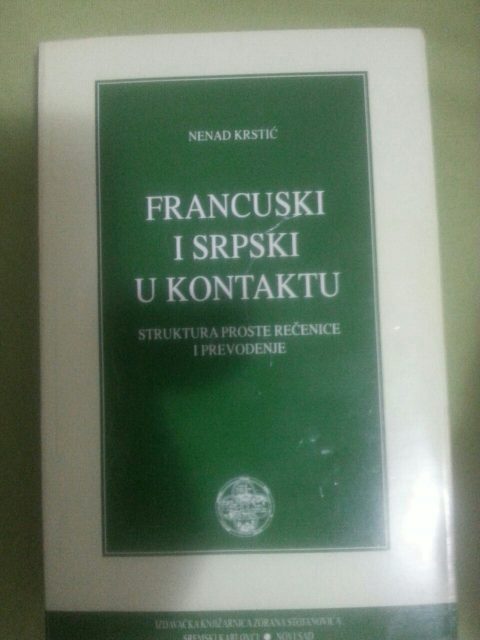 NENAD KRSTIĆ
FRANCUSKI
I SRPSKI
U KONTAKTU
STRUKTURA PROSTE REČENICE
I PREVOĐENJE
IZDAVAČKA KNJIŽARNICA ZORANA STOJANOVIĆA
SREMSKI KARLOVCI ● NOVI SAD